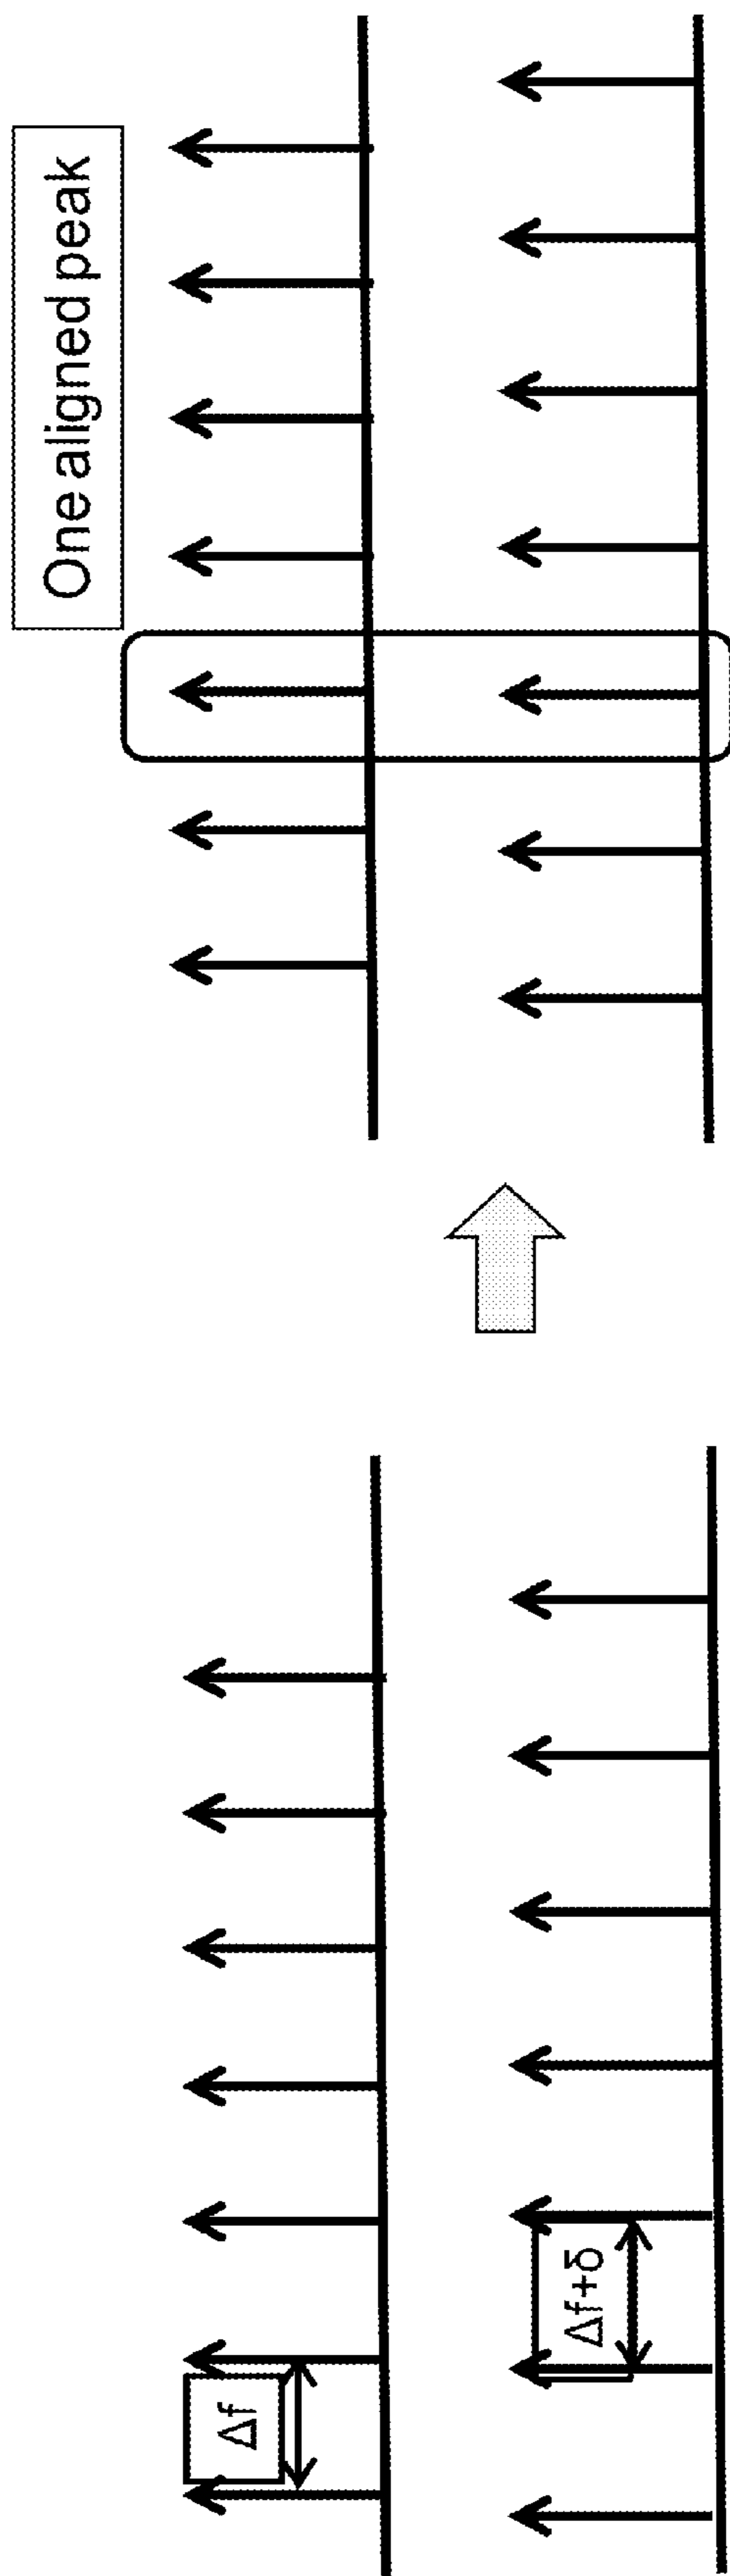 Δf
Δf+δ
One aligned peak